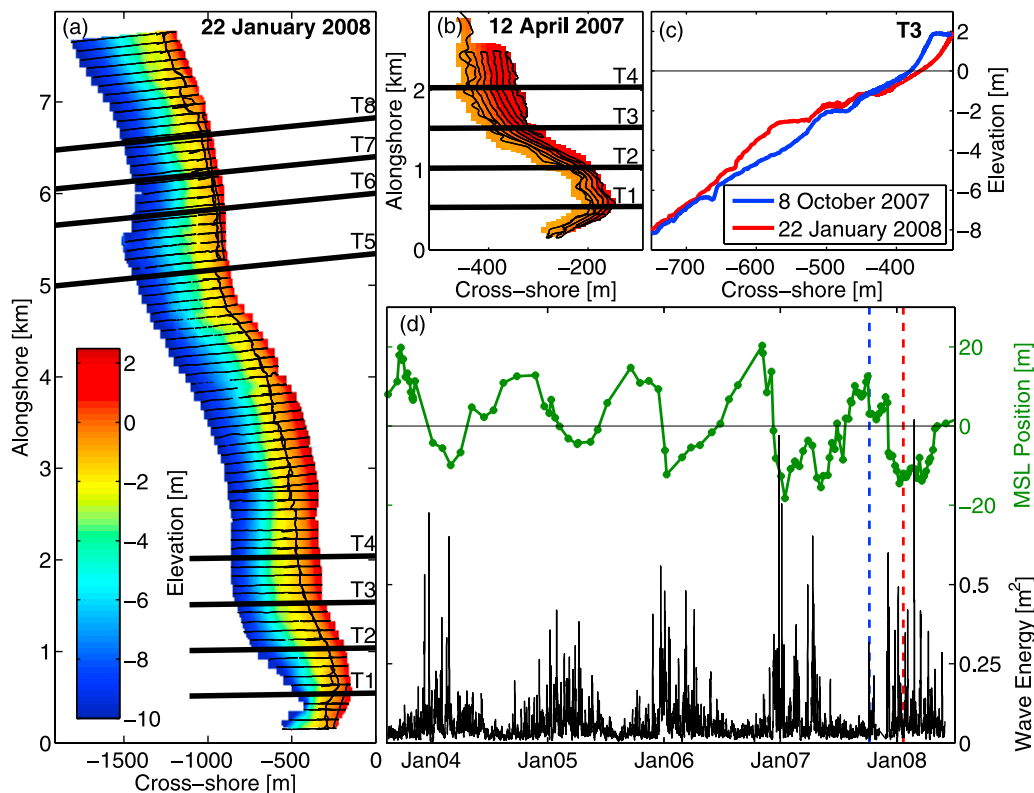 (a)
22 January 2008
Alongshore [km]
7
6
5
4
3
2
1
0
T8
T7
T6
T5
T4
T3
T2
T1
2
0
−2
−4
−6
−8
−10
Elevation [m]
−1500
−1000
−500
0
Cross−shore [m]
(b)
12 April 2007
Alongshore [km]
2
1
0
T4
T3
T2
T1
−400
−200
Cross−shore [m]
(c)
T3
2
0
−2
−4
−6
−8
Elevation [m]
8 October 2007
22 January 2008
−700
−600
−500
−400
Cross−shore [m]
(d)
20
0
−20
MSL Position [m]
0.5
0.25
0
Wave Energy [m²]
Jan04
Jan05
Jan06
Jan07
Jan08